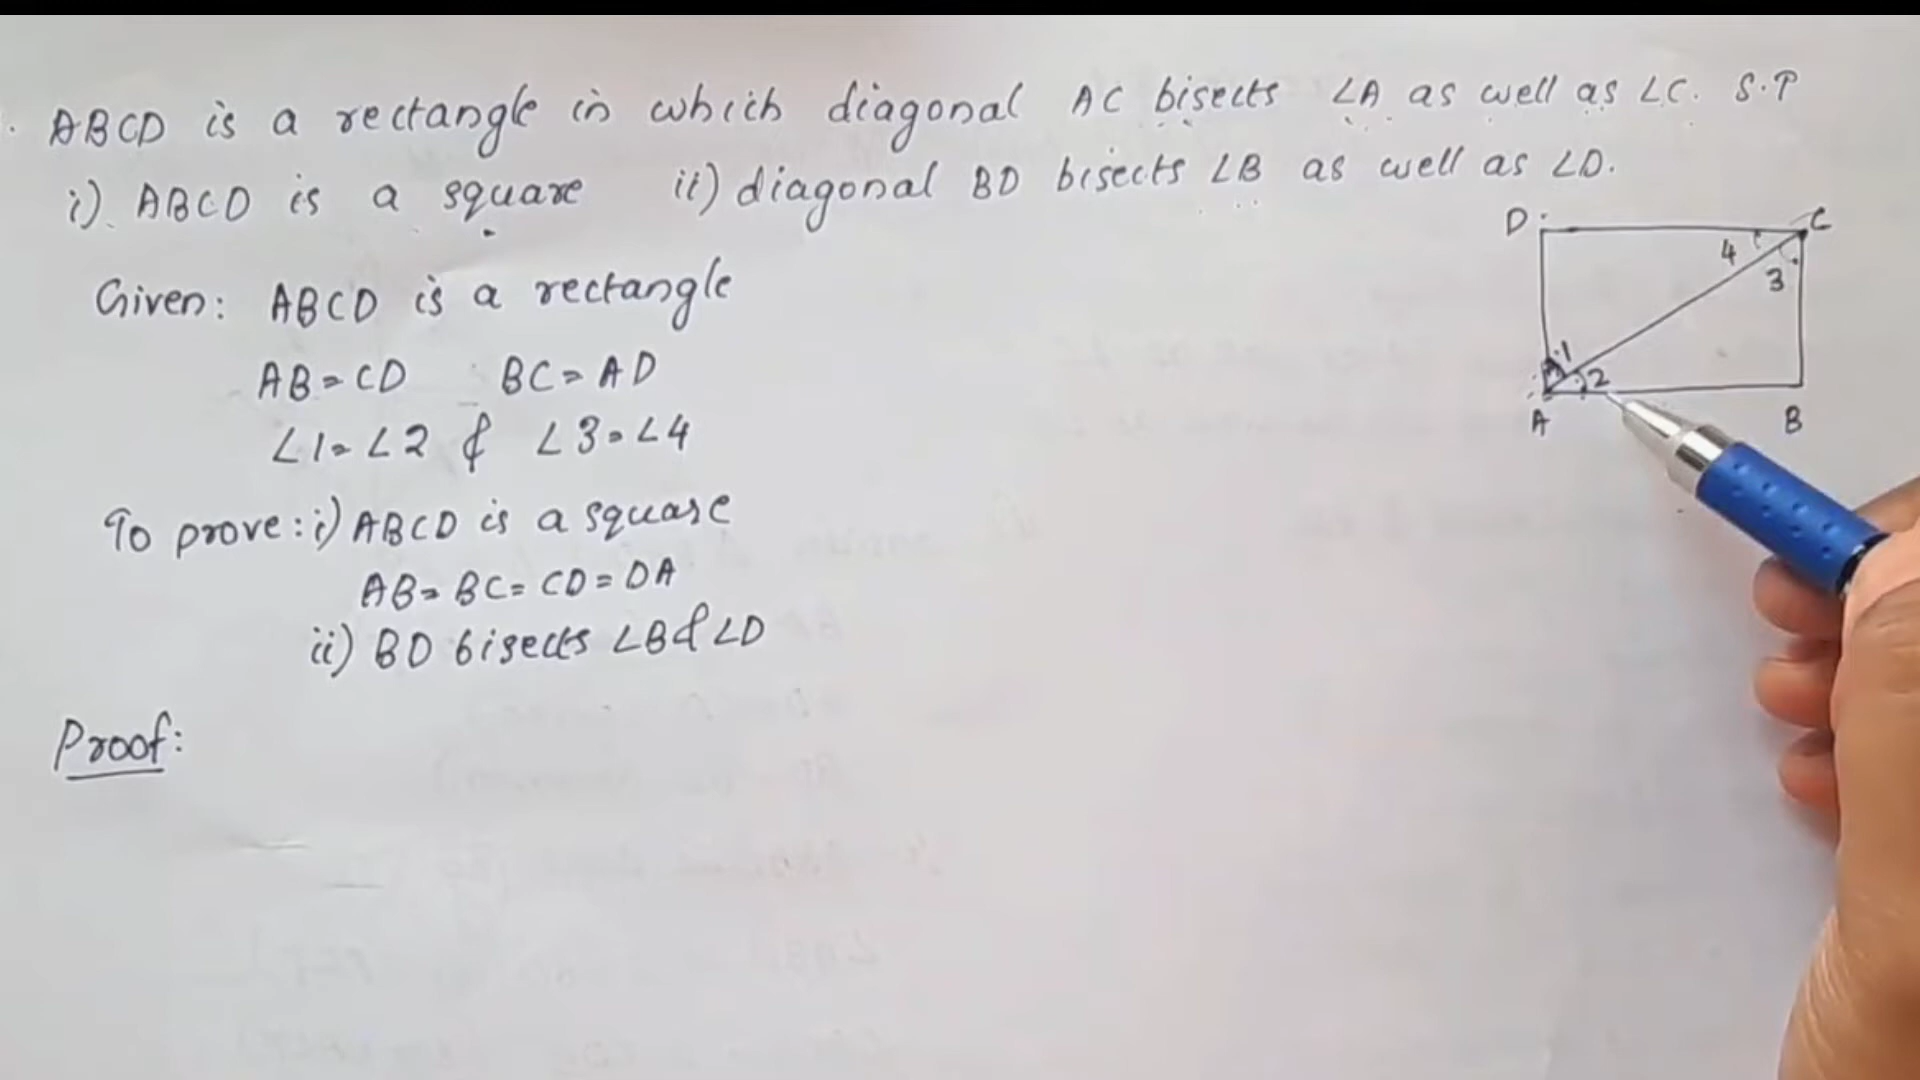 ABCD is a rectangle in which diagonal AC bisects ∠A as well as ∠C. S.P
i) ABCD is a square ii) diagonal BD bisects ∠B as well as ∠D.
D C
4
3
1
2
A B
Given: ABCD is a rectangle
AB = CD BC = AD
∠1 = ∠2 & ∠3 = ∠4
To prove: i) ABCD is a square
AB = BC = CD = DA
ii) BD bisects ∠B & ∠D
Proof: